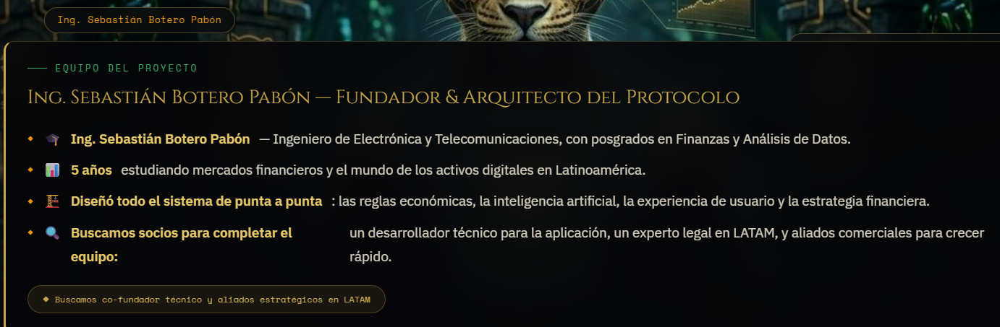 Ing. Sebastián Botero Pabón
EQUIPO DEL PROYECTO
Ing. Sebastián Botero Pabón — Fundador & Arquitecto del Protocolo
Ing. Sebastián Botero Pabón — Ingeniero de Electrónica y Telecomunicaciones, con posgrados en Finanzas y Análisis de Datos.
5 años estudiando mercados financieros y el mundo de los activos digitales en Latinoamérica.
Diseñó todo el sistema de punta a punta : las reglas económicas, la inteligencia artificial, la experiencia de usuario y la estrategia financiera.
Buscamos socios para completar el
equipo:
un desarrollador técnico para la aplicación, un experto legal en LATAM, y aliados comerciales para crecer
rápido.
Buscamos co-fundador técnico y aliados estratégicos en LATAM